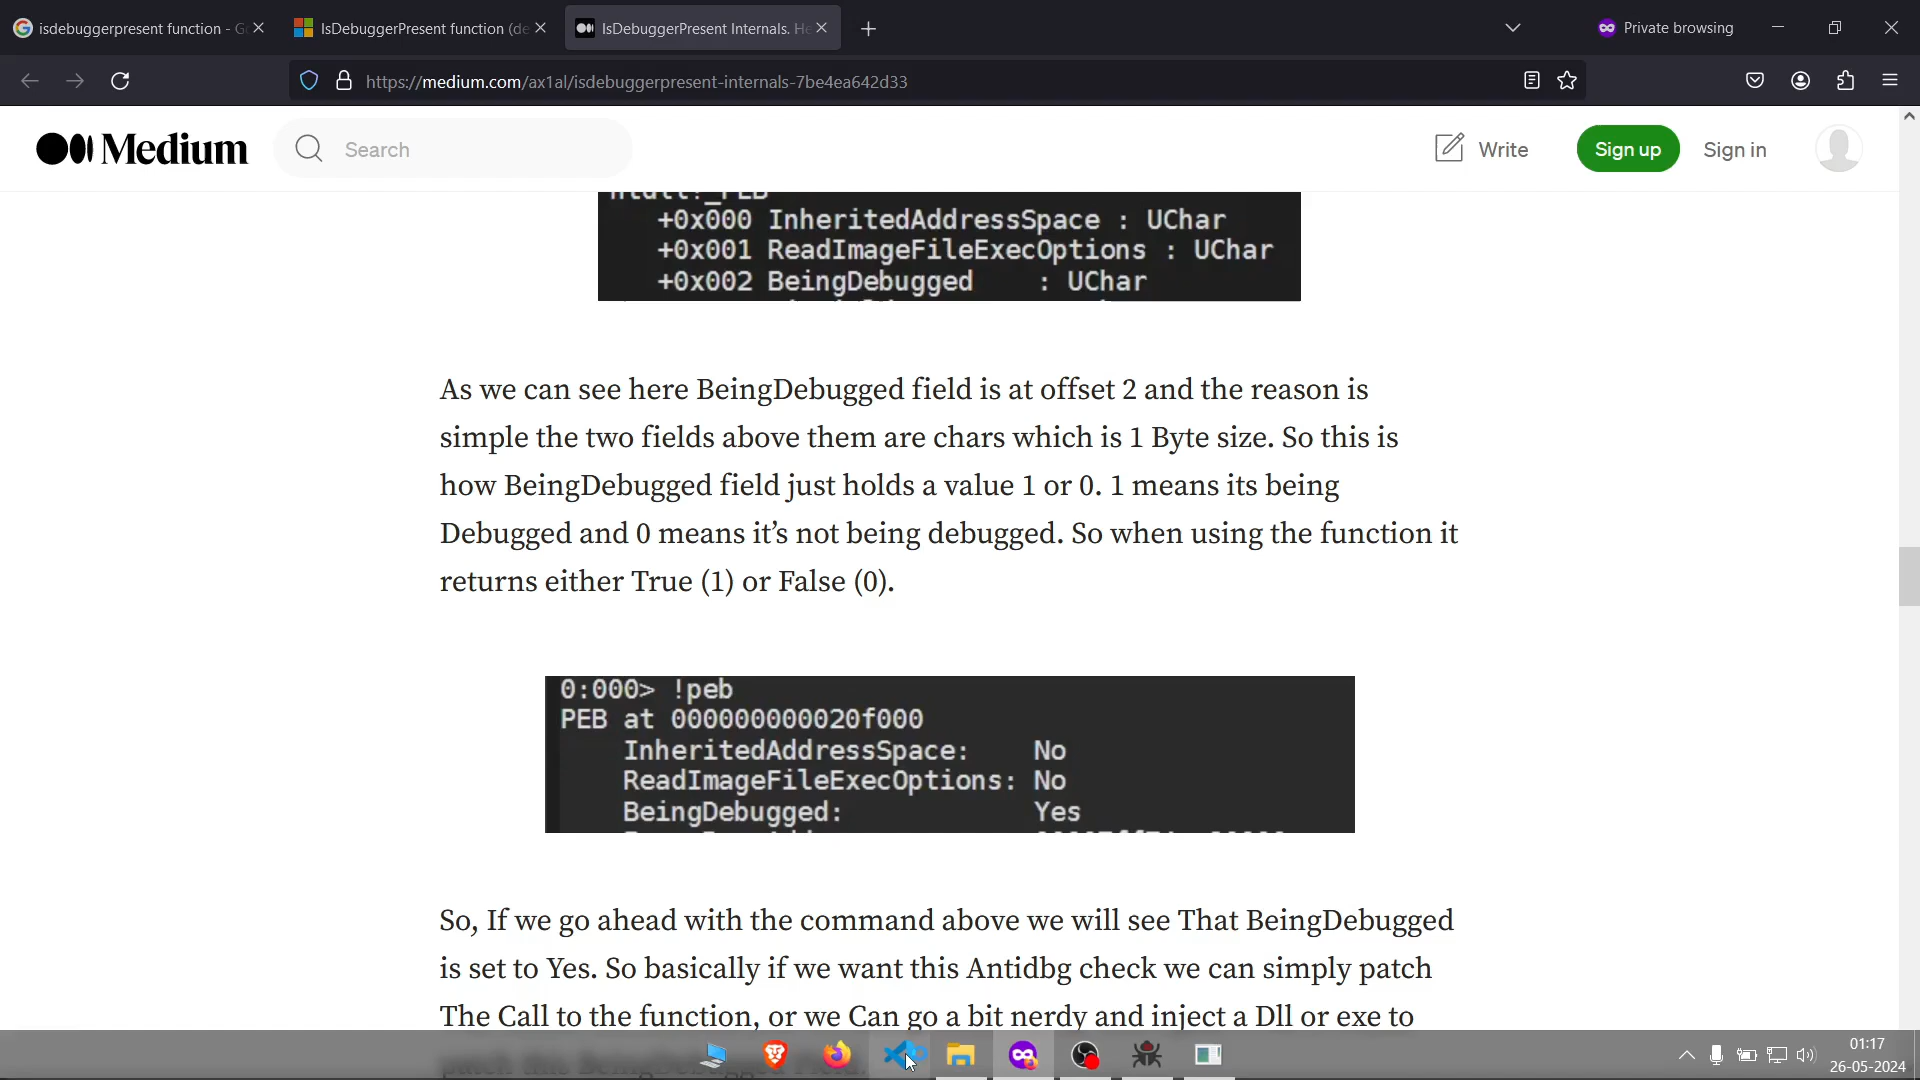 isdebuggerpresent function - G
IsDebuggerPresent function (de
IsDebuggerPresent Internals. He
Private browsing
https://medium.com/ax1al/isdebuggerpresent-internals-7be4ea642d33
Medium
Search
Write
Sign up
Sign in
ntdll!_PEB
+0x000 InheritedAddressSpace : UChar
+0x001 ReadImageFileExecOptions : UChar
+0x002 BeingDebugged : UChar
As we can see here BeingDebugged field is at offset 2 and the reason is
simple the two fields above them are chars which is 1 Byte size. So this is
how BeingDebugged field just holds a value 1 or 0. 1 means its being
Debugged and 0 means it’s not being debugged. So when using the function it
returns either True (1) or False (0).
0:000> !peb
PEB at 000000000020f000
InheritedAddressSpace: No
ReadImageFileExecOptions: No
BeingDebugged: Yes
So, If we go ahead with the command above we will see That BeingDebugged
is set to Yes. So basically if we want this Antidbg check we can simply patch
The Call to the function, or we Can go a bit nerdy and inject a Dll or exe to
patch this BeingDebugged Field.
01:17
26-05-2024